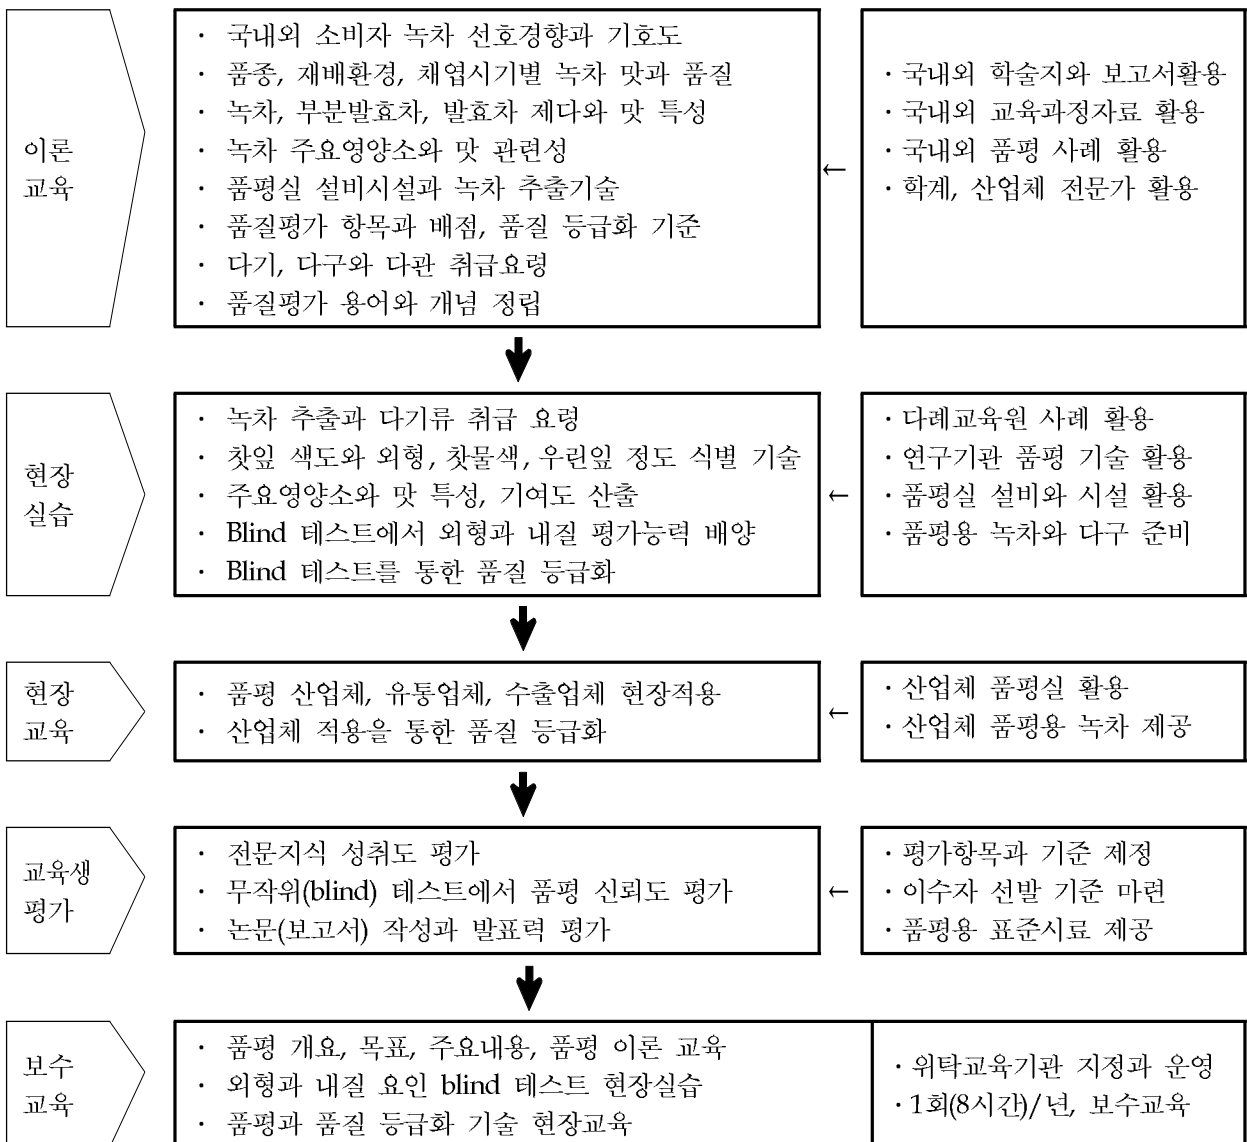 이론
교육
· 국내외 소비자 녹차 선호경향과 기호도
· 품종, 재배환경, 채엽시기별 녹차 맛과 품질
· 녹차, 부분발효차, 발효차 제다와 맛 특성
· 녹차 주요영양소와 맛 관련성
· 품평실 설비시설과 녹차 추출기술
· 품질평가 항목과 배점, 품질 등급화 기준
· 다기, 다구와 다관 취급요령
· 품질평가 용어와 개념 정립
←
· 국내외 학술지와 보고서활용
· 국내외 교육과정자료 활용
· 국내외 품평 사례 활용
· 학계, 산업체 전문가 활용
현장
실습
· 녹차 추출과 다기류 취급 요령
· 찻잎 색도와 외형, 찻물색, 우린잎 정도 식별 기술
· 주요영양소와 맛 특성, 기여도 산출
· Blind 테스트에서 외형과 내질 평가능력 배양
· Blind 테스트를 통한 품질 등급화
←
· 다례교육원 사례 활용
· 연구기관 품평 기술 활용
· 품평실 설비와 시설 활용
· 품평용 녹차와 다구 준비
현장
교육
· 품평 산업체, 유통업체, 수출업체 현장적용
· 산업체 적용을 통한 품질 등급화
←
· 산업체 품평실 활용
· 산업체 품평용 녹차 제공
교육생
평가
· 전문지식 성취도 평가
· 무작위(blind) 테스트에서 품평 신뢰도 평가
· 논문(보고서) 작성과 발표력 평가
←
· 평가항목과 기준 제정
· 이수자 선발 기준 마련
· 품평용 표준시료 제공
보수
교육
· 품평 개요, 목표, 주요내용, 품평 이론 교육
· 외형과 내질 요인 blind 테스트 현장실습
· 품평과 품질 등급화 기술 현장교육
· 위탁교육기관 지정과 운영
· 1회(8시간)/년, 보수교육